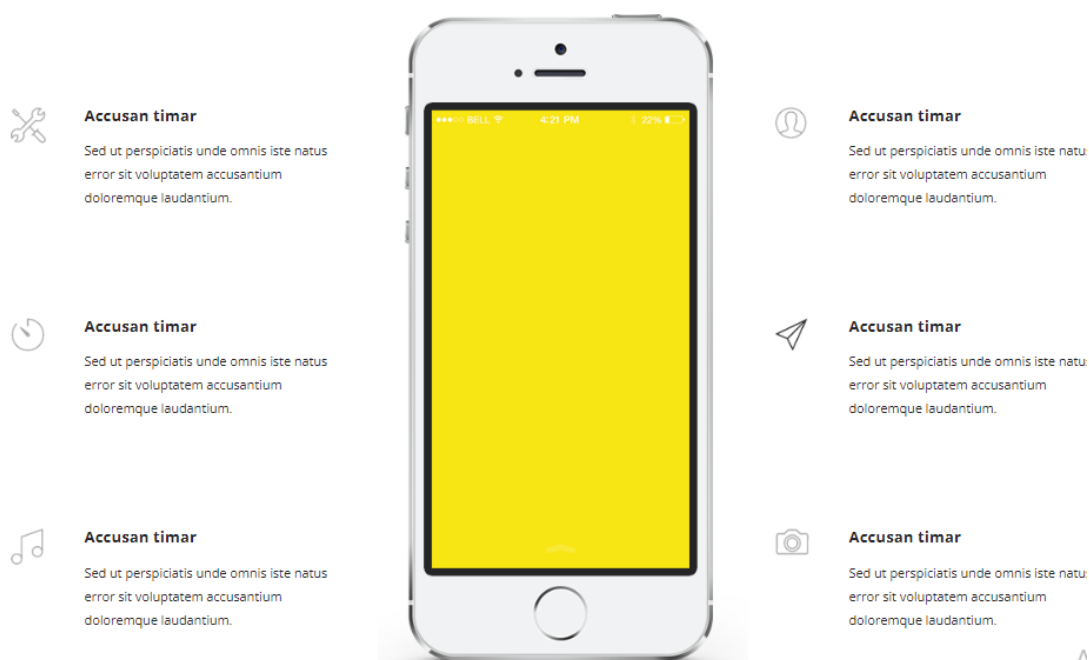 Accusan timar
Sed ut perspiciatis unde omnis iste natus
error sit voluptatem accusantium
doloremque laudantium.
Accusan timar
Sed ut perspiciatis unde omnis iste natus
error sit voluptatem accusantium
doloremque laudantium.
Accusan timar
Sed ut perspiciatis unde omnis iste natus
error sit voluptatem accusantium
doloremque laudantium.
BELL 4:21 PM 22%
Accusan timar
Sed ut perspiciatis unde omnis iste natus
error sit voluptatem accusantium
doloremque laudantium.
Accusan timar
Sed ut perspiciatis unde omnis iste natus
error sit voluptatem accusantium
doloremque laudantium.
Accusan timar
Sed ut perspiciatis unde omnis iste natus
error sit voluptatem accusantium
doloremque laudantium.